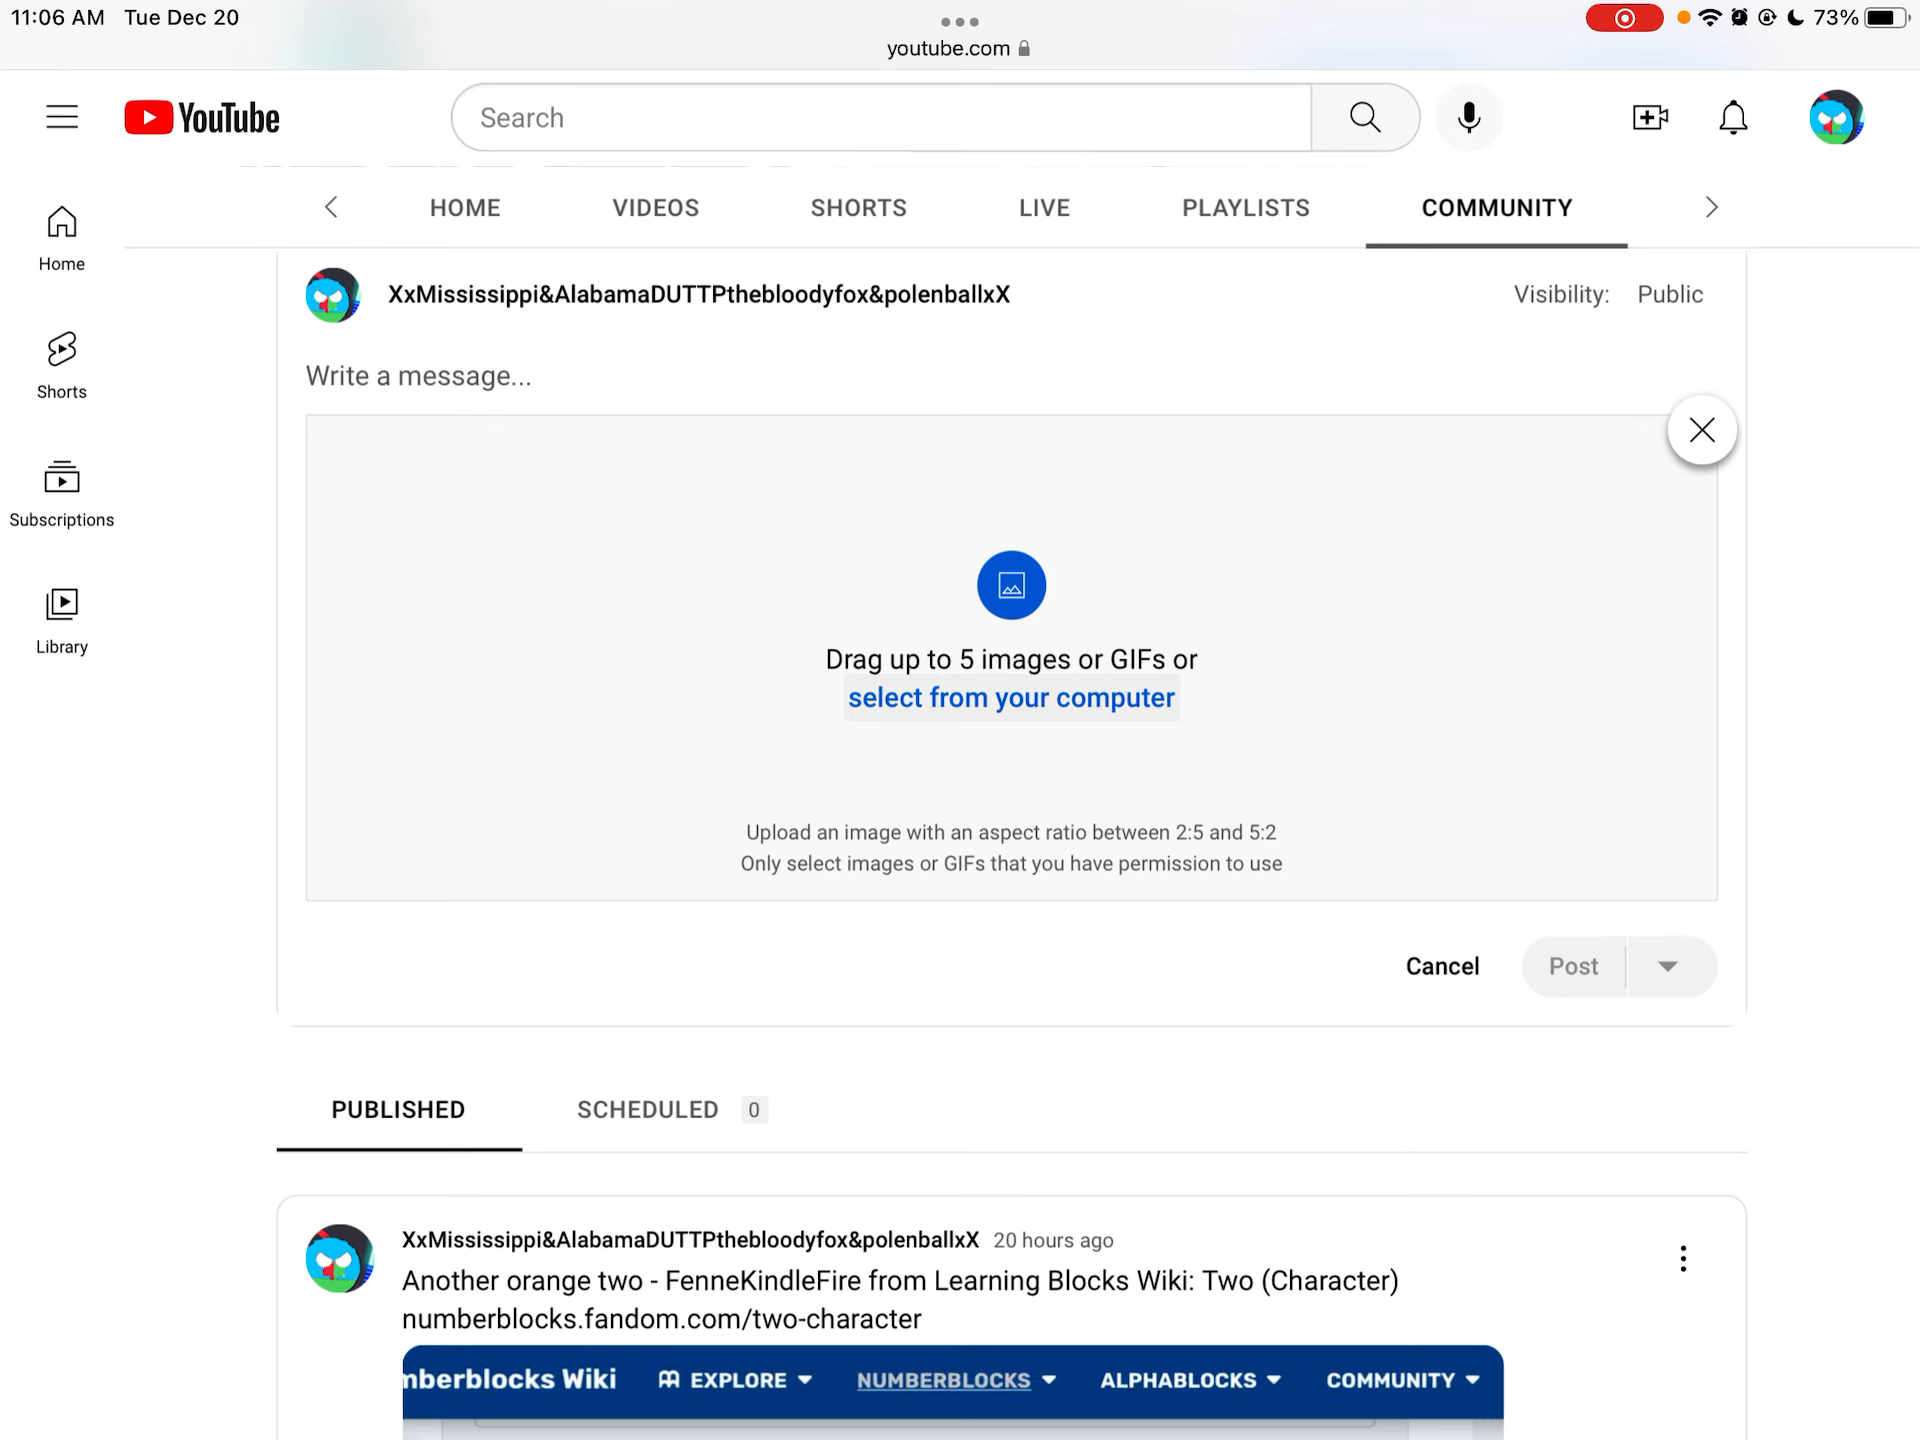 11:06 AM Tue Dec 20
73%
youtube.com
YouTube
Search
HOME VIDEOS SHORTS LIVE PLAYLISTS COMMUNITY
Home
Shorts
Subscriptions
Library
XxMississippi&AlabamaDUTTPthebloodyfox&polenballxX
Visibility: Public
Write a message...
Drag up to 5 images or GIFs or
select from your computer
Upload an image with an aspect ratio between 2:5 and 5:2
Only select images or GIFs that you have permission to use
Cancel Post
PUBLISHED SCHEDULED 0
XxMississippi&AlabamaDUTTPthebloodyfox&polenballxX 20 hours ago
Another orange two - FenneKindleFire from Learning Blocks Wiki: Two (Character)
numberblocks.fandom.com/two-character
mberblocks Wiki EXPLORE NUMBERBLOCKS ALPHABLOCKS COMMUNITY